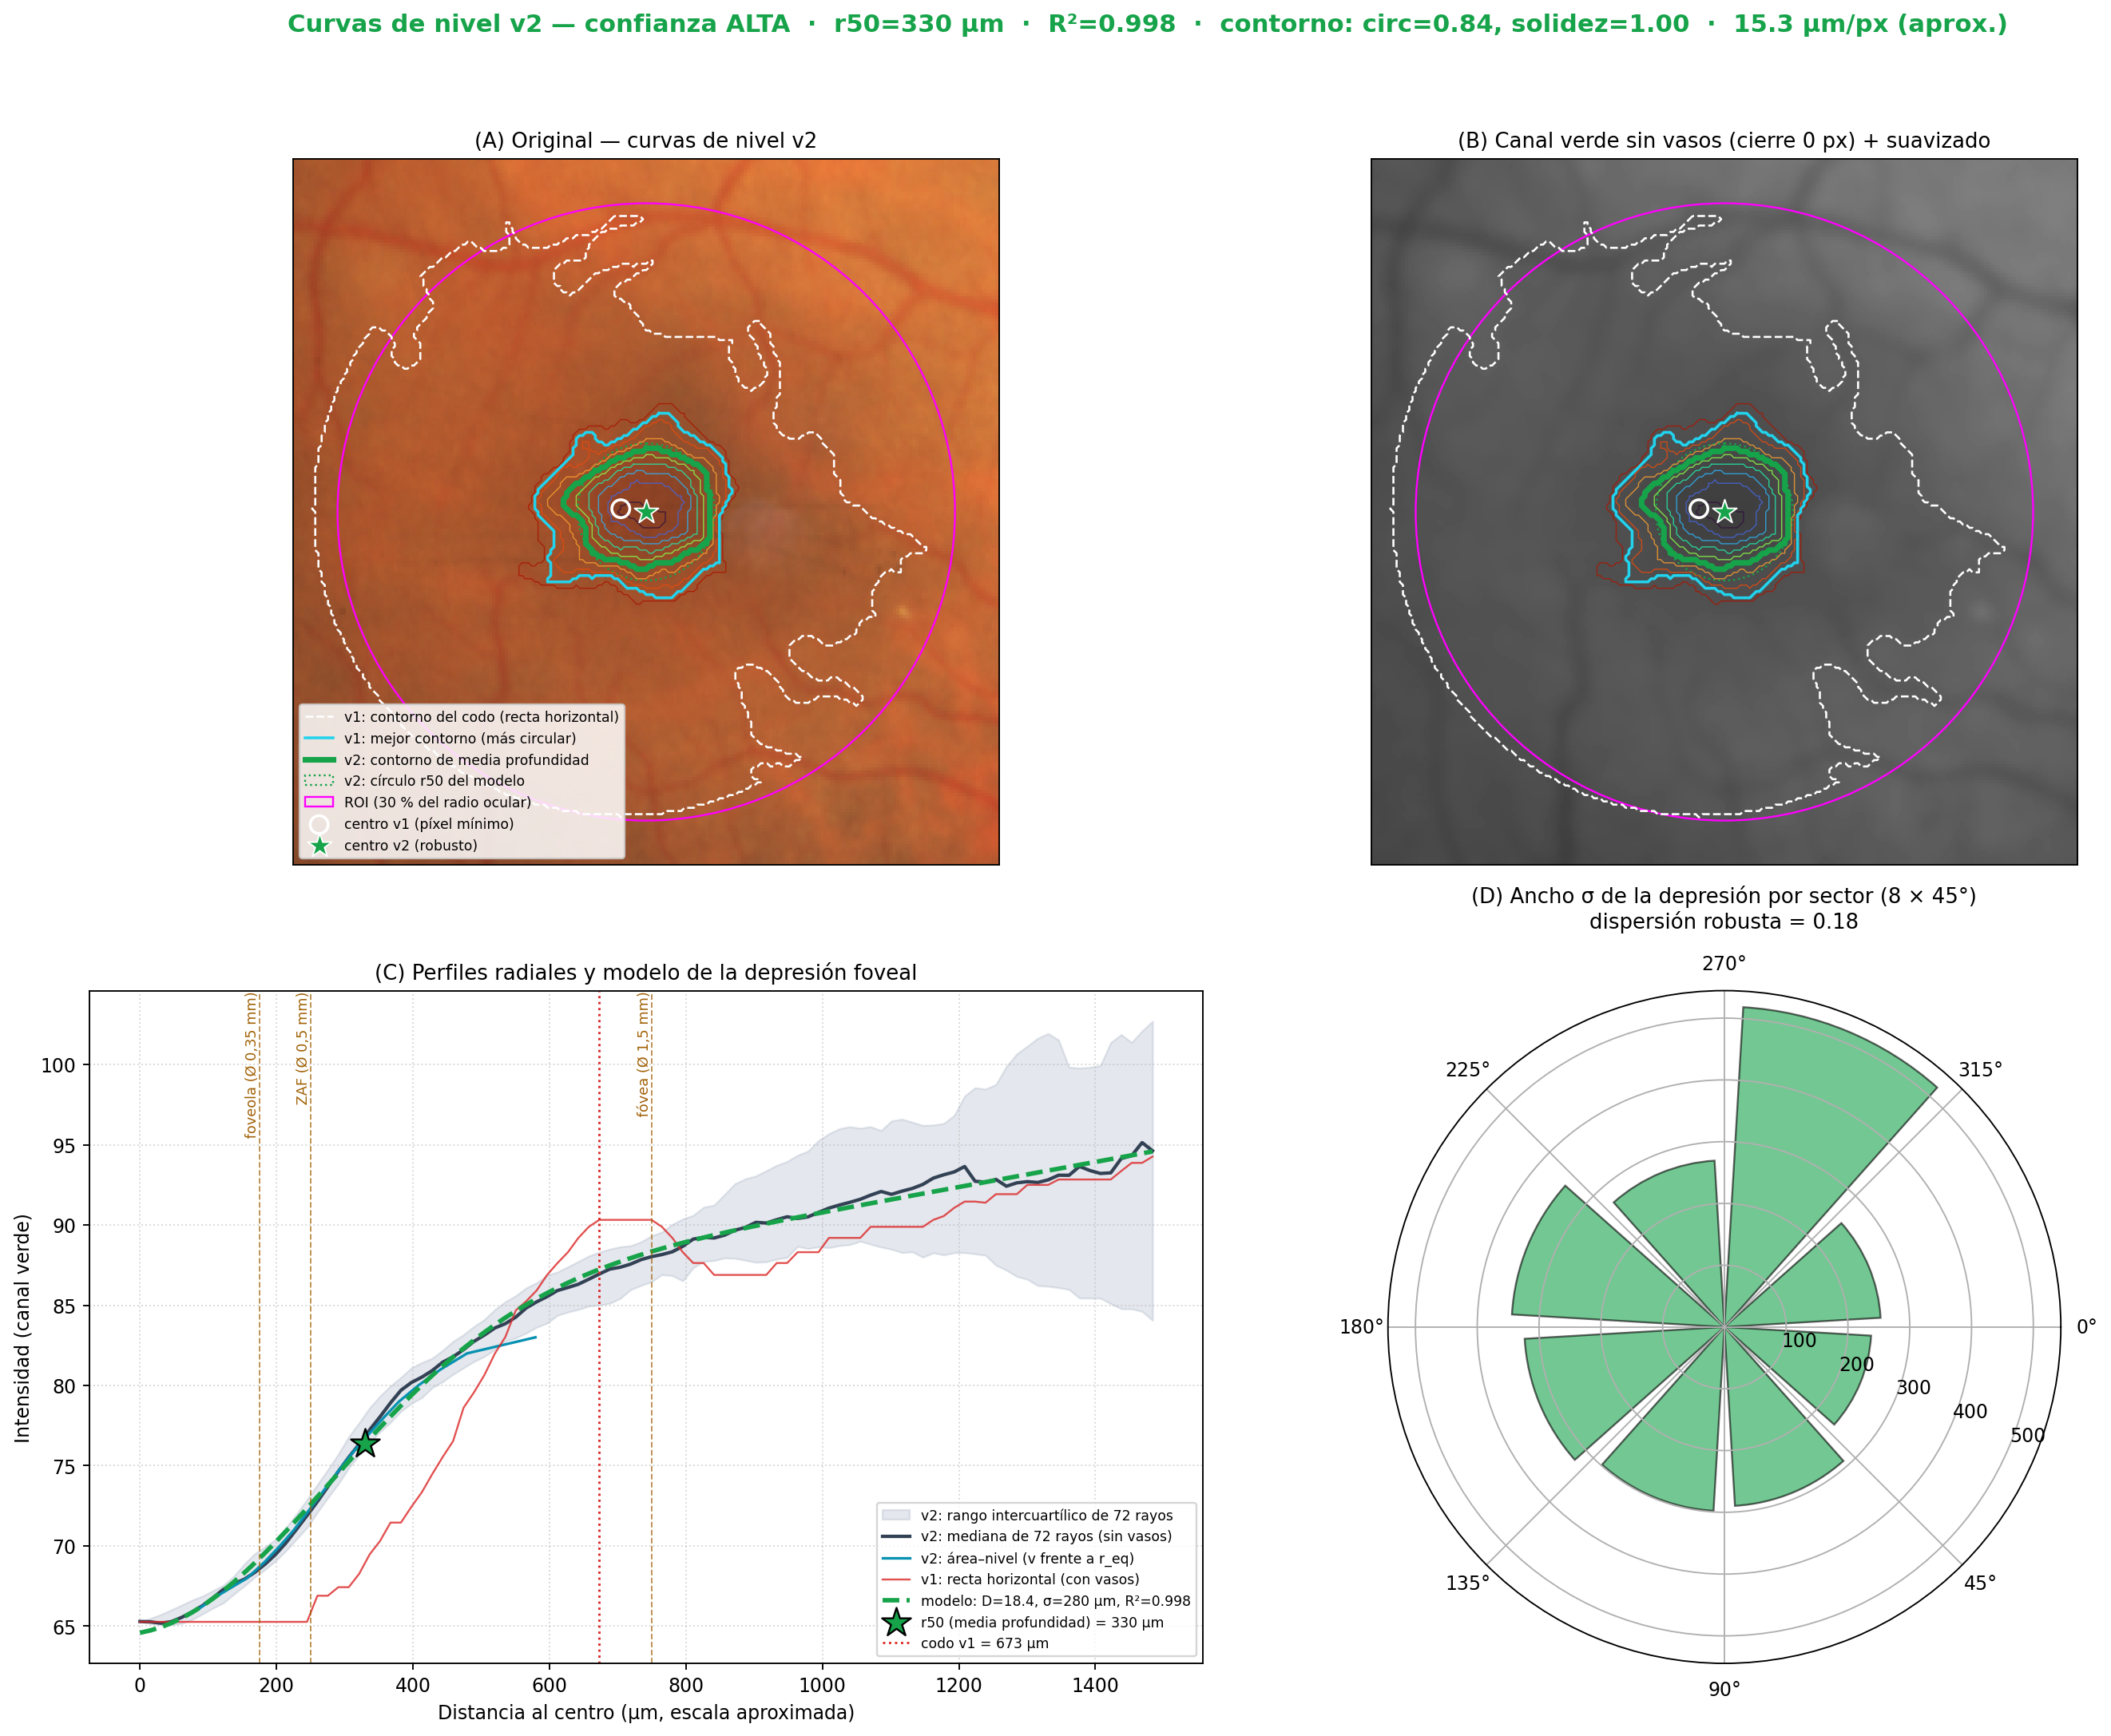 Curvas de nivel v2 — confianza ALTA · r50=330 µm · R²=0.998 · contorno: circ=0.84, solidez=1.00 · 15.3 µm/px (aprox.)
(A) Original — curvas de nivel v2
v1: contorno del codo (recta horizontal)
v1: mejor contorno (más circular)
v2: contorno de media profundidad
v2: círculo r50 del modelo
ROI (30 % del radio ocular)
centro v1 (píxel mínimo)
centro v2 (robusto)
(B) Canal verde sin vasos (cierre 0 px) + suavizado
(C) Perfiles radiales y modelo de la depresión foveal
Intensidad (canal verde)
100
95
90
85
80
75
70
65
foveola (Ø 0,35 mm)
ZAF (Ø 0,5 mm)
fóvea (Ø 1,5 mm)
v2: rango intercuartílico de 72 rayos
v2: mediana de 72 rayos (sin vasos)
v2: área–nivel (v frente a r_eq)
v1: recta horizontal (con vasos)
modelo: D=18.4, σ=280 µm, R²=0.998
r50 (media profundidad) = 330 µm
codo v1 = 673 µm
0
200
400
600
800
1000
1200
1400
Distancia al centro (µm, escala aproximada)
(D) Ancho σ de la depresión por sector (8 × 45°)
dispersión robusta = 0.18
270°
225°
315°
180°
0°
100
200
300
400
500
135°
45°
90°